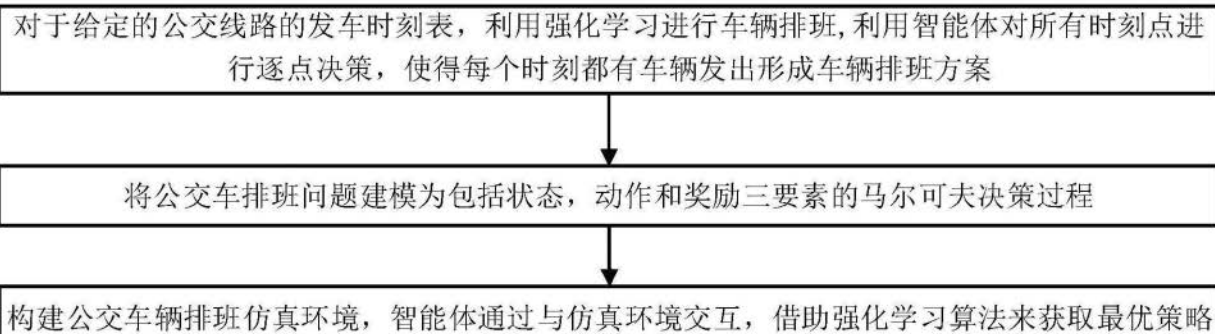 对于给定的公交线路的发车时刻表，利用强化学习进行车辆排班,利用智能体对所有时刻点进
行逐点决策，使得每个时刻都有车辆发出形成车辆排班方案
将公交车排班问题建模为包括状态，动作和奖励三要素的马尔可夫决策过程
构建公交车辆排班仿真环境，智能体通过与仿真环境交互，借助强化学习算法来获取最优策略